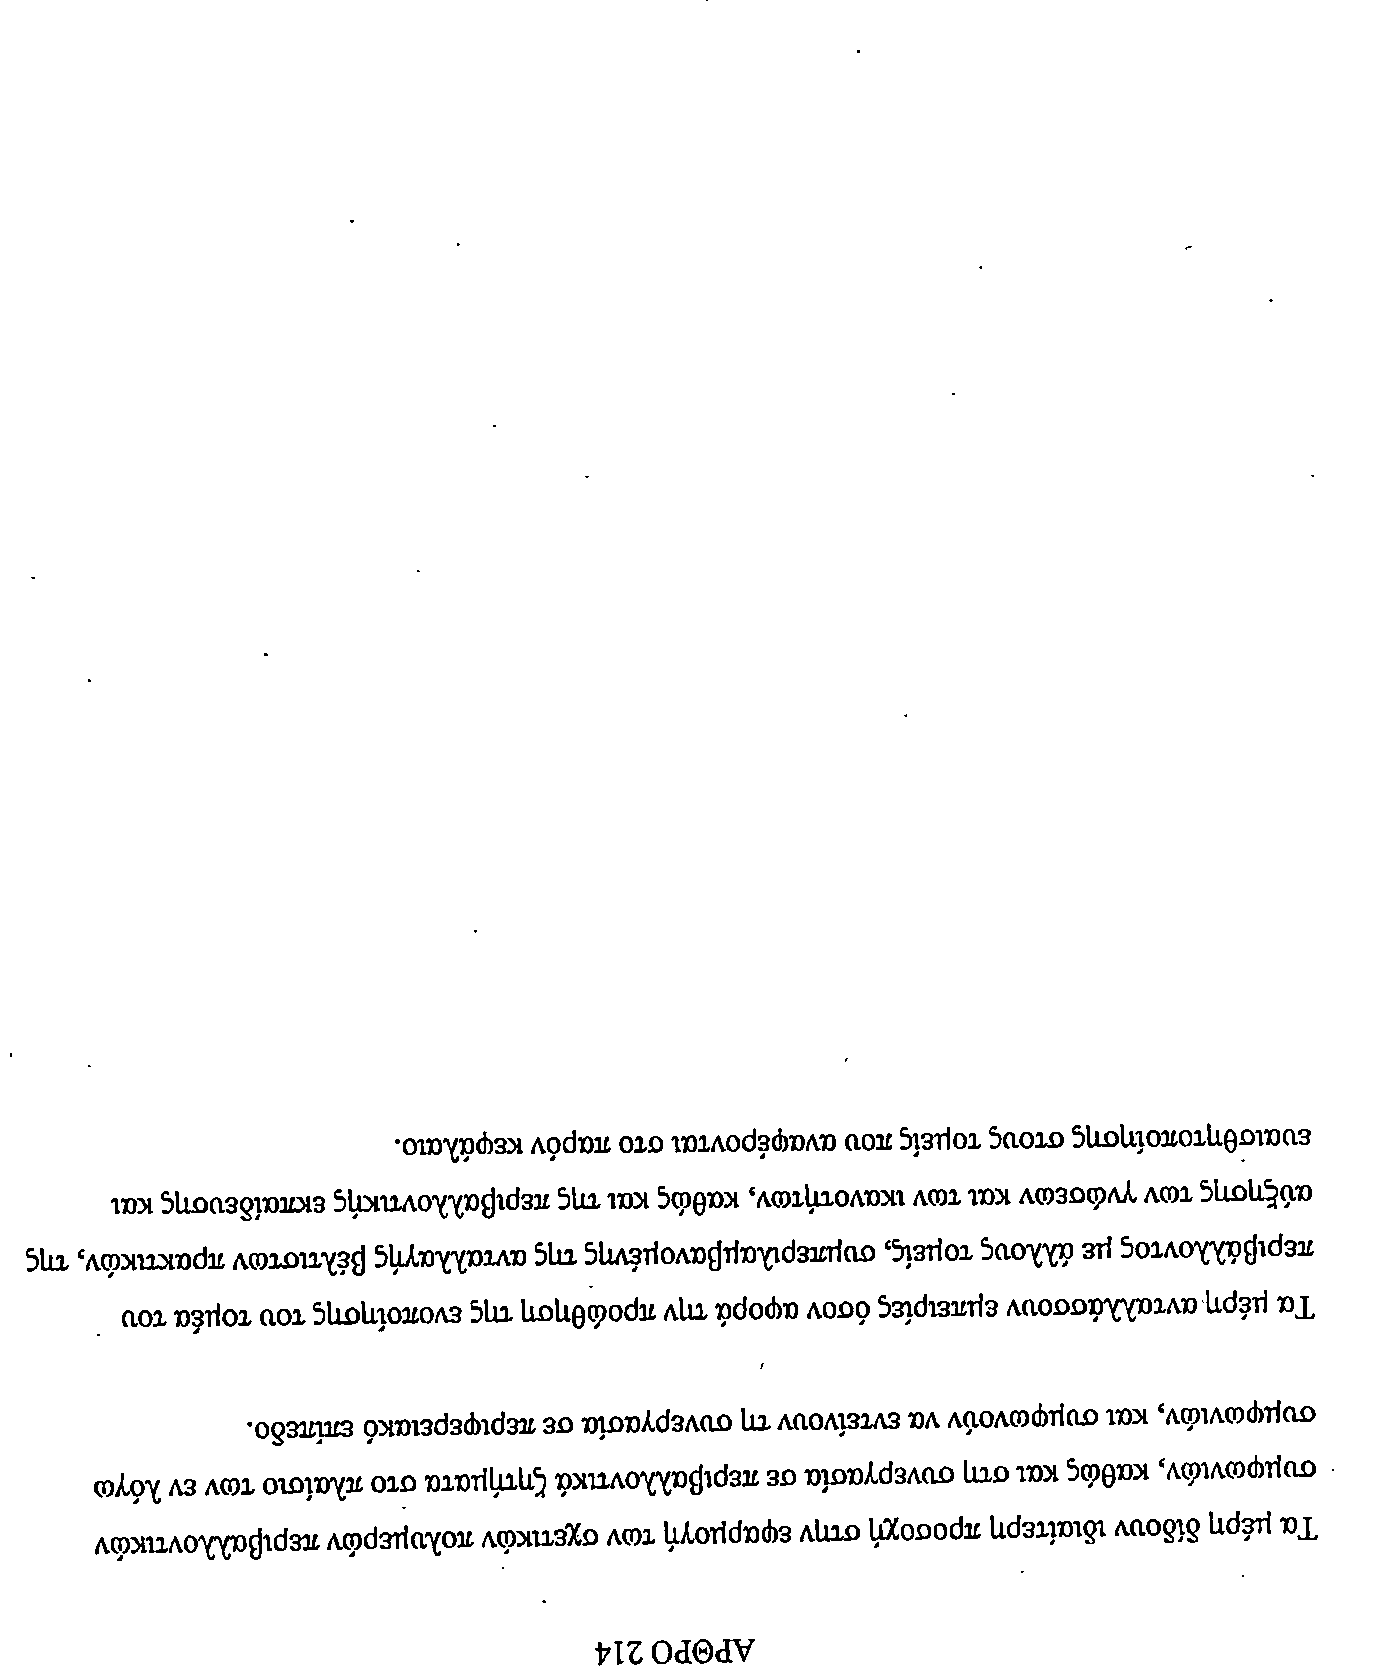 ΑΡΘΡΟ 214
Τα μέρη δίδουν ιδιαίτερη προσοχή στην εφαρμογή των σχετικών πολυμερών περιβαλλοντικών
συμφωνιών, καθώς και στη συνεργασία σε περιβαλλοντικά ζητήματα στο πλαίσιο των εν λόγω
συμφωνιών, και συμφωνούν να εντείνουν τη συνεργασία σε περιφερειακό επίπεδο.
Τα μέρη ανταλλάσσουν εμπειρίες όσον αφορά την προώθηση της ενοποίησης του τομέα του
περιβάλλοντος με άλλους τομείς, συμπεριλαμβανομένης της ανταλλαγής βέλτιστων πρακτικών, της
αύξησης των γνώσεων και των ικανοτήτων, καθώς και της περιβαλλοντικής εκπαίδευσης και
ευαισθητοποίησης στους τομείς που αναφέρονται στο παρόν κεφάλαιο.